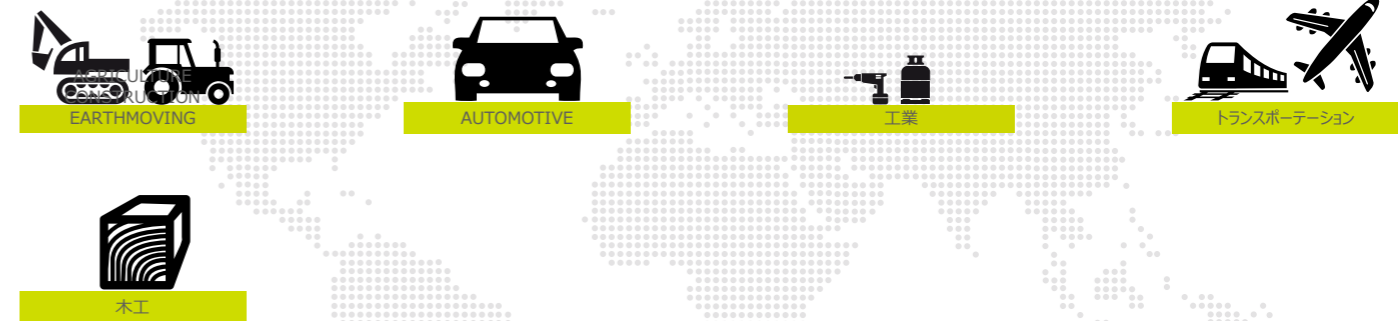 AGRICULTURE
CONSTRUCTION
EARTHMOVING
AUTOMOTIVE
工業
トランスポーテーション
木工